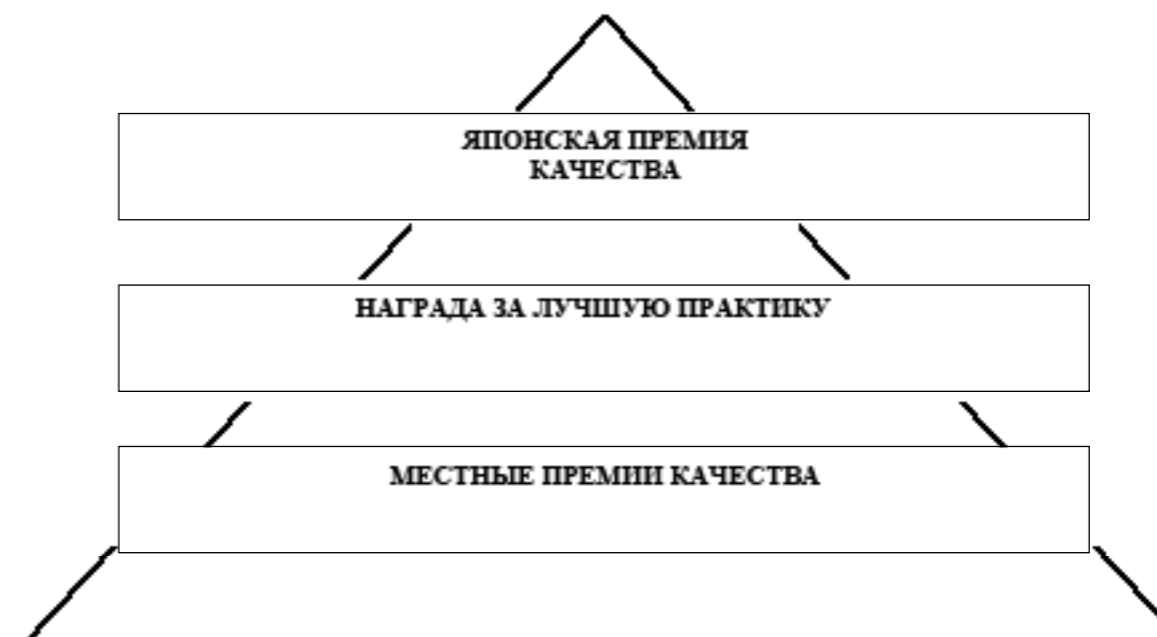 ЯПОНСКАЯ ПРЕМИЯ
КАЧЕСТВА
НАГРАДА ЗА ЛУЧШУЮ ПРАКТИКУ
МЕСТНЫЕ ПРЕМИИ КАЧЕСТВА